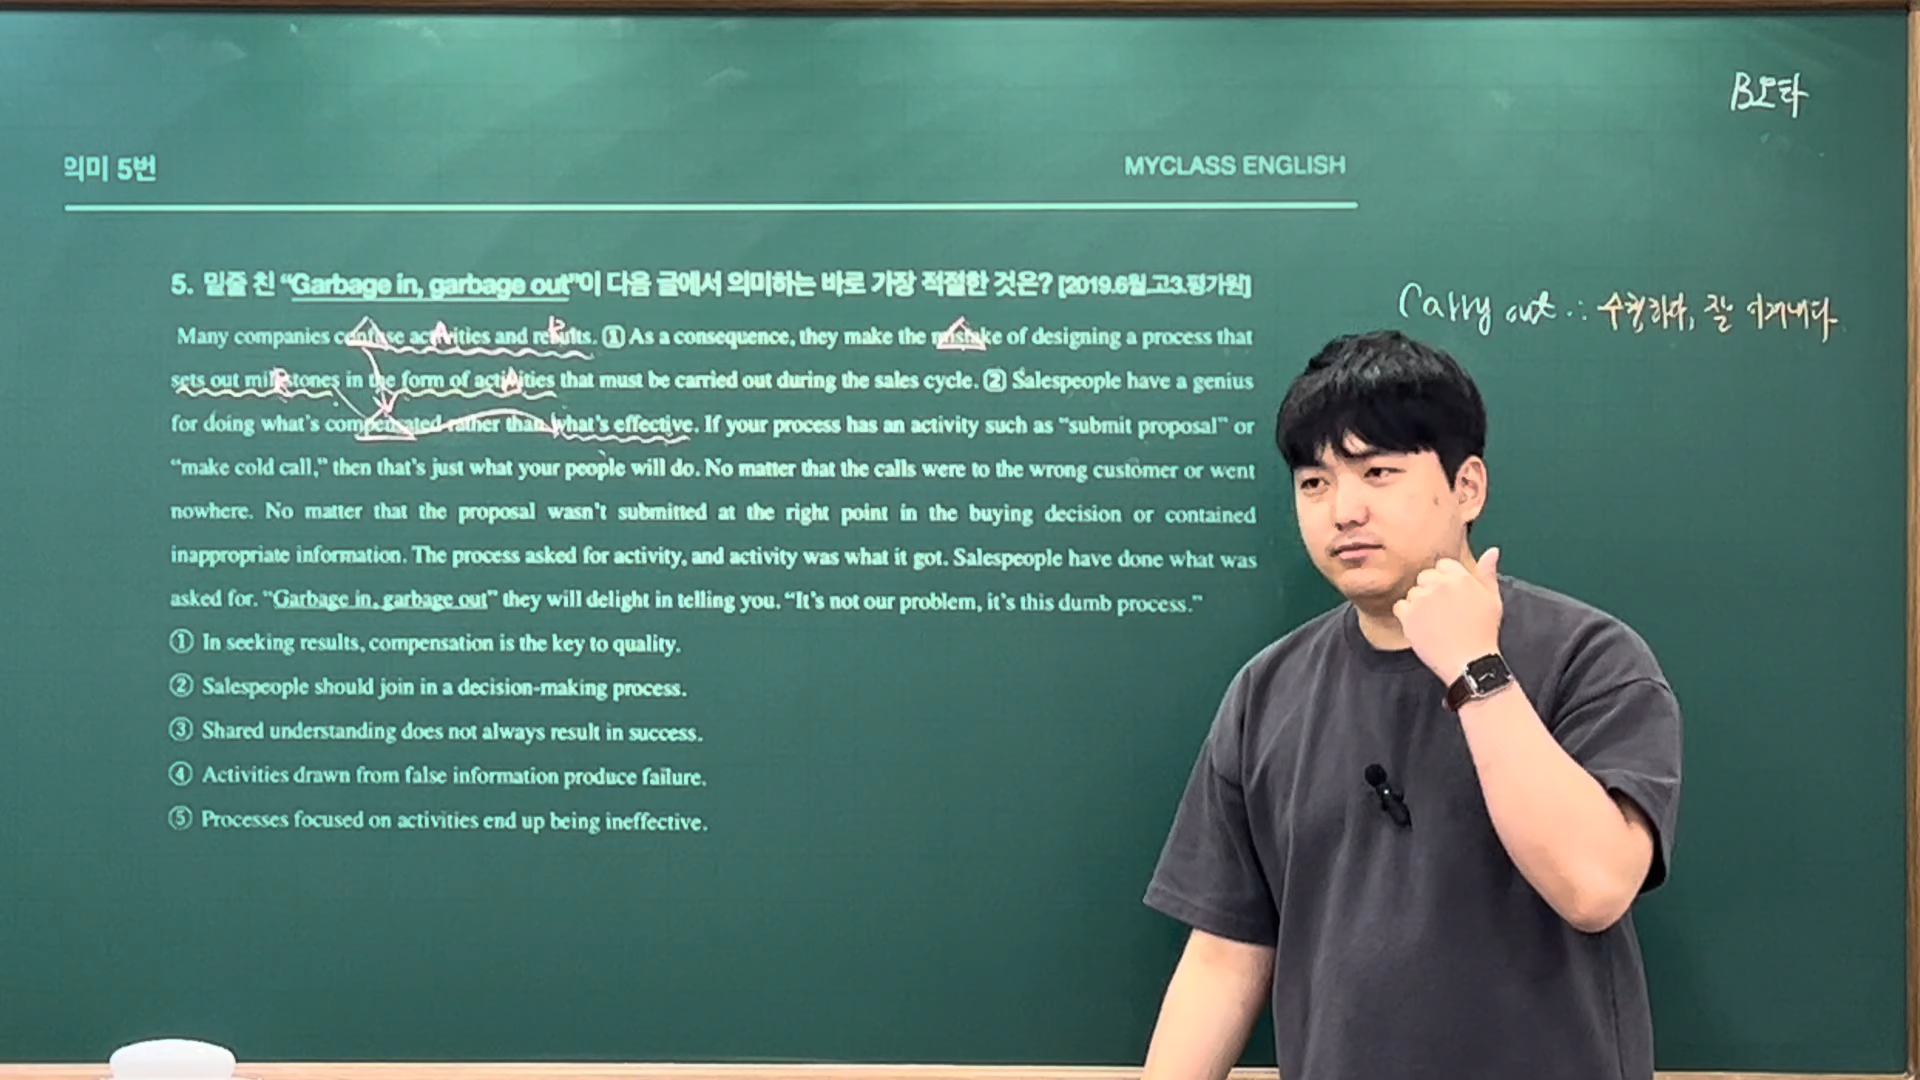 B오타
의미 5번
MYCLASS ENGLISH
5. 밑줄 친 “Garbage in, garbage out”이 다음 글에서 의미하는 바로 가장 적절한 것은? [2019.6월.고3.평가원]
Carry out : 수행하다, 잘 이겨내다
Many companies confuse activities and results. ① As a consequence, they make the mistake of designing a process that
A R
sets out milestones in the form of activities that must be carried out during the sales cycle. ② Salespeople have a genius
R A
for doing what’s compensated rather than what’s effective. If your process has an activity such as “submit proposal” or
“make cold call,” then that’s just what your people will do. No matter that the calls were to the wrong customer or went
nowhere. No matter that the proposal wasn’t submitted at the right point in the buying decision or contained
inappropriate information. The process asked for activity, and activity was what it got. Salespeople have done what was
asked for. “Garbage in, garbage out” they will delight in telling you. “It’s not our problem, it’s this dumb process.”
① In seeking results, compensation is the key to quality.
② Salespeople should join in a decision-making process.
③ Shared understanding does not always result in success.
④ Activities drawn from false information produce failure.
⑤ Processes focused on activities end up being ineffective.